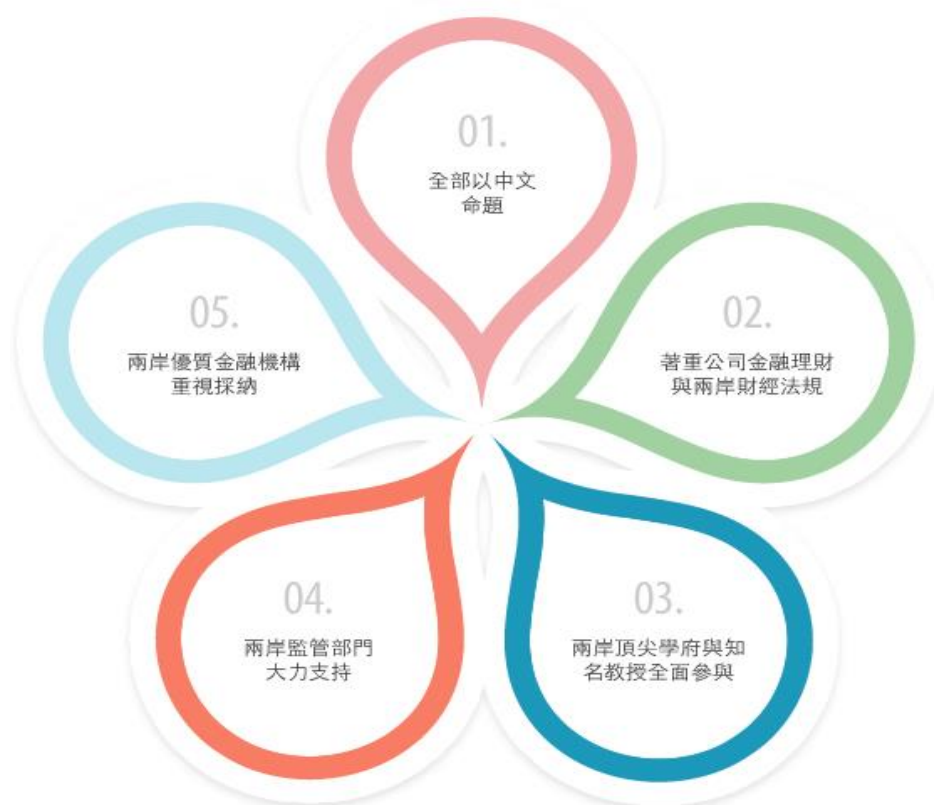 01.
全部以中文
命題
02.
著重公司金融理財
與兩岸財經法規
03.
兩岸頂尖學府與知
名教授全面參與
04.
兩岸監管部門
大力支持
05.
兩岸優質金融機構
重視採納